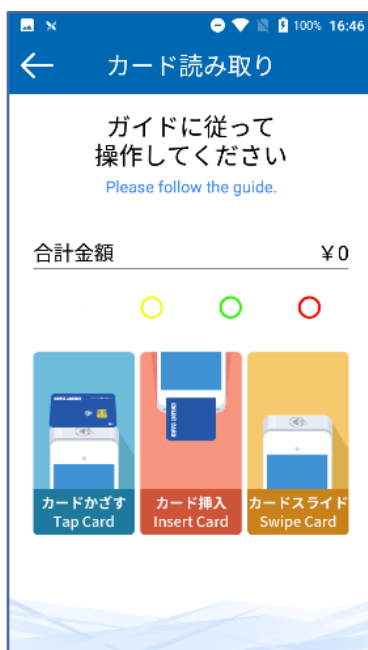 100% 16:46
カード読み取り
ガイドに従って
操作してください
Please follow the guide.
合計金額 ￥0
カードかざす
Tap Card
カード挿入
Insert Card
カードスライド
Swipe Card